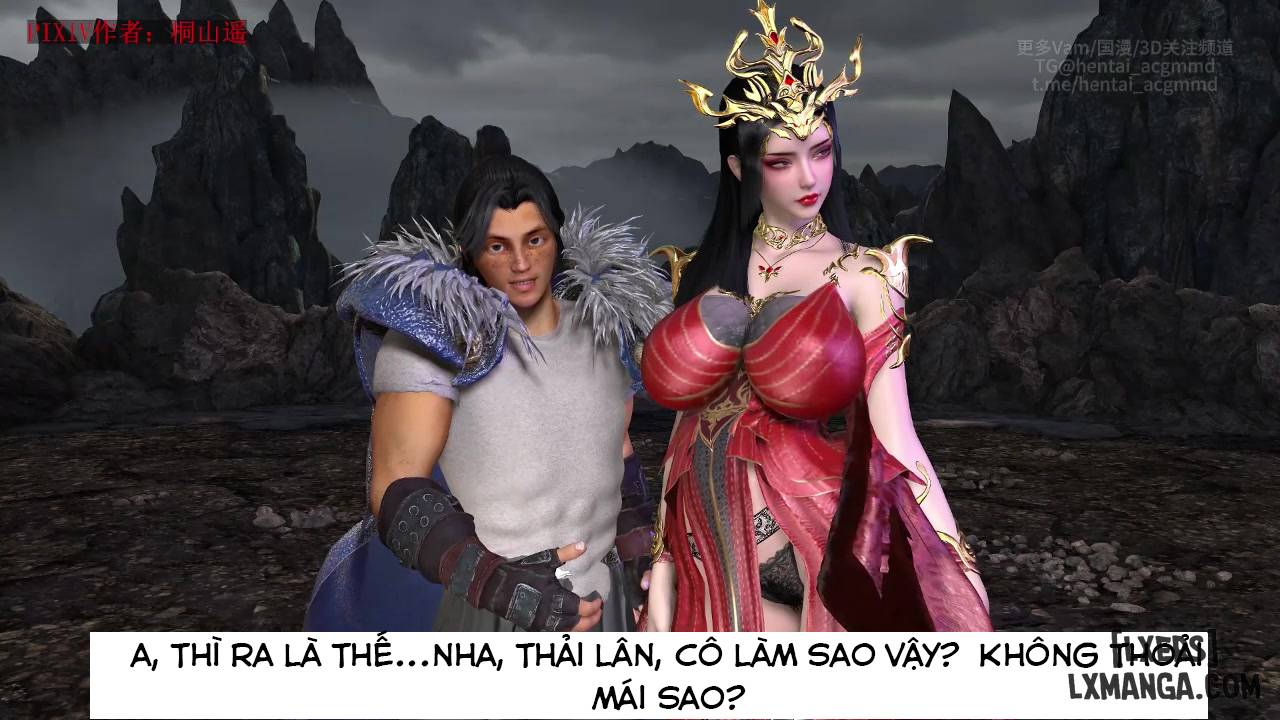 PIXIV作者：桐山遥
更多Vam/国漫/3D关注频道
TG@hentai_acgmmd
t.me/hentai_acgmmd
A, THÌ RA LÀ THẾ...NHA, THẢI LÂN, CÔ LÀM SAO VẬY? KHÔNG THOẢI
MÁI SAO?
LXERS
LXMANGA.COM